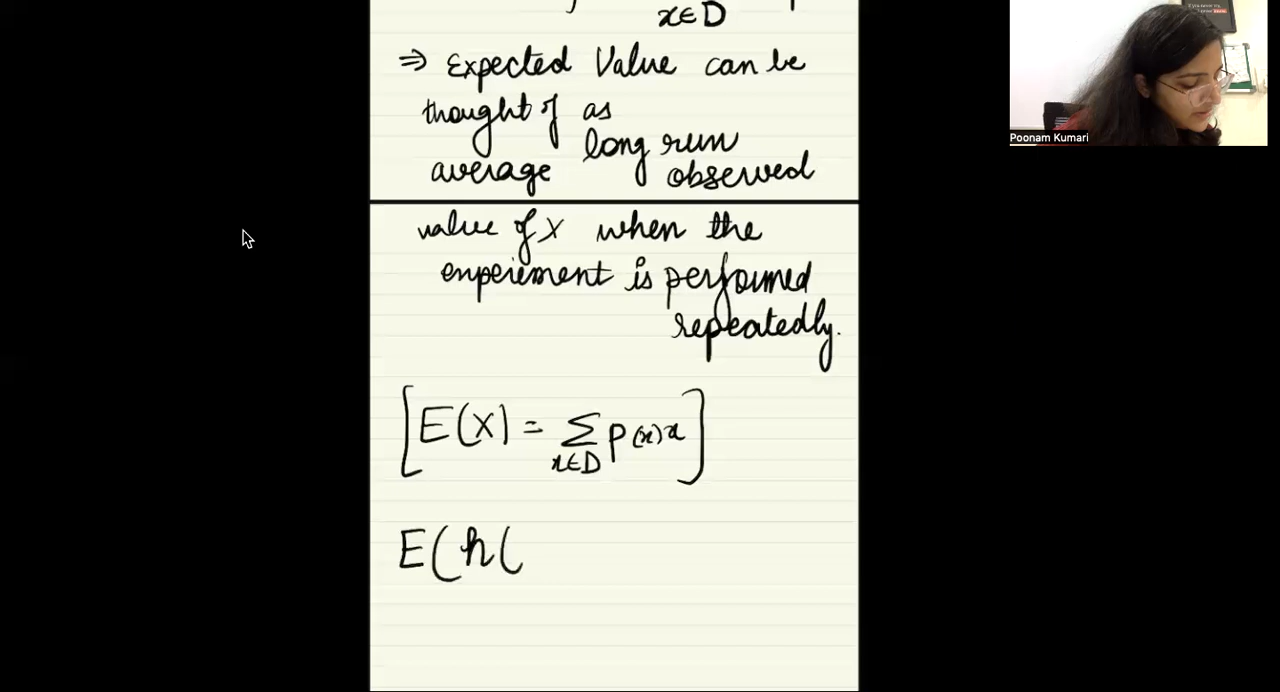 x∈D
⇒ Expected Value can be
thought of as
long run
average observed
value of X when the
experiement is performed
repeatedly.
[E(X) = Σ p(x)x]
x∈D
E(h(
Poonam Kumari